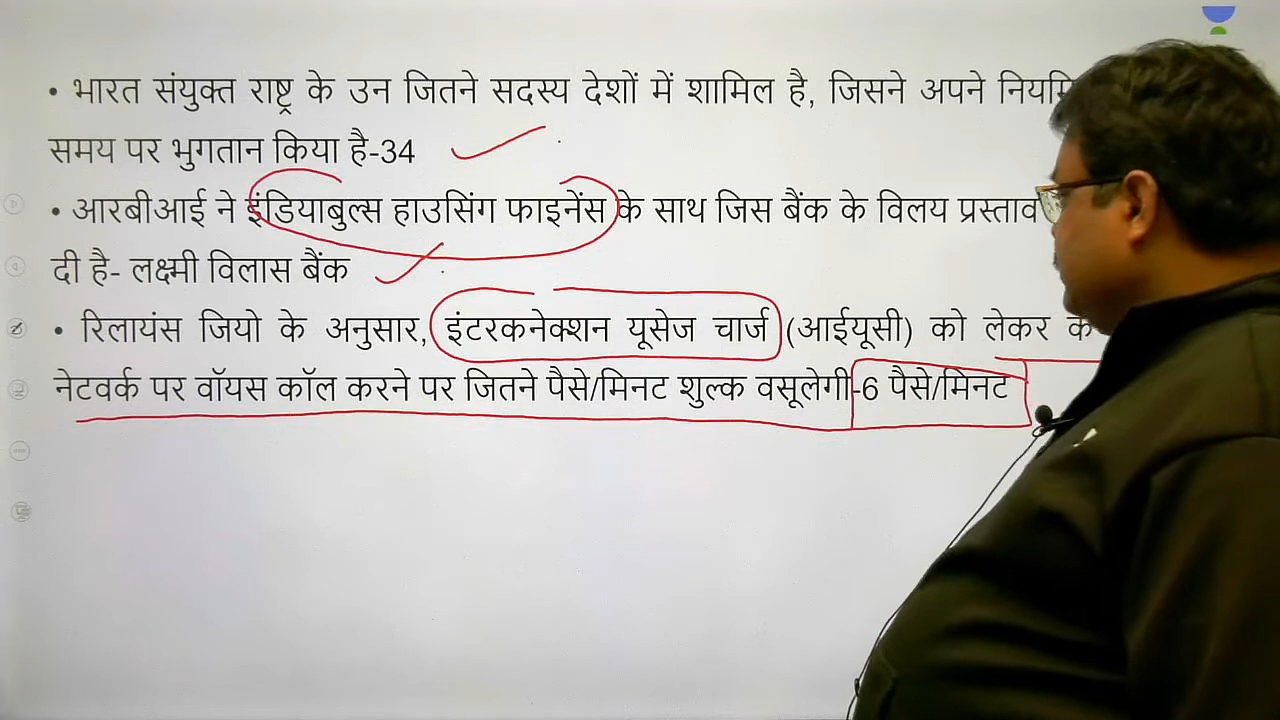 • भारत संयुक्त राष्ट्र के उन जितने सदस्य देशों में शामिल है, जिसने अपने
समय पर भुगतान किया है-34
• आरबीआई ने इंडियाबुल्स हाउसिंग फाइनेंस के साथ जिस बैंक के विलय प्रस्ताव
दी है- लक्ष्मी विलास बैंक
• रिलायंस जियो के अनुसार, इंटरकनेक्शन यूसेज चार्ज (आईयूसी) को लेकर
नेटवर्क पर वॉयस कॉल करने पर जितने पैसे/मिनट शुल्क वसूलेगी-6 पैसे/मिनट